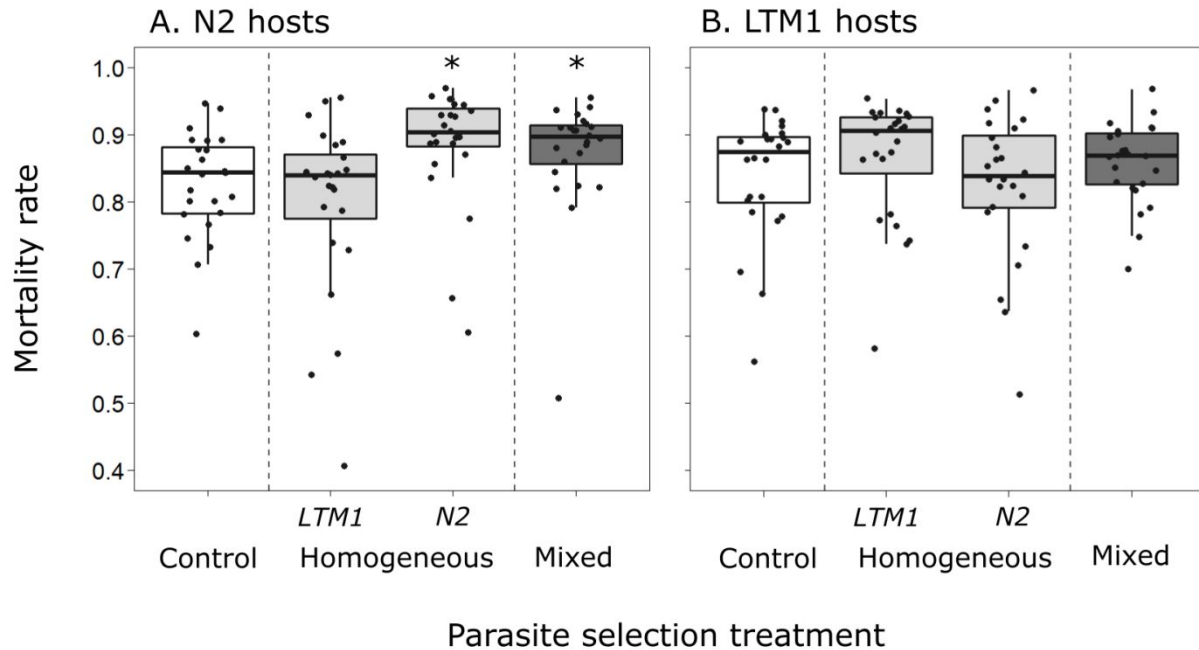 A. N2 hosts
B. LTM1 hosts
Mortality rate
1.0
0.9
0.8
0.7
0.6
0.5
0.4
* *
LTM1 N2 LTM1 N2
Control Homogeneous Mixed Control Homogeneous Mixed
Parasite selection treatment